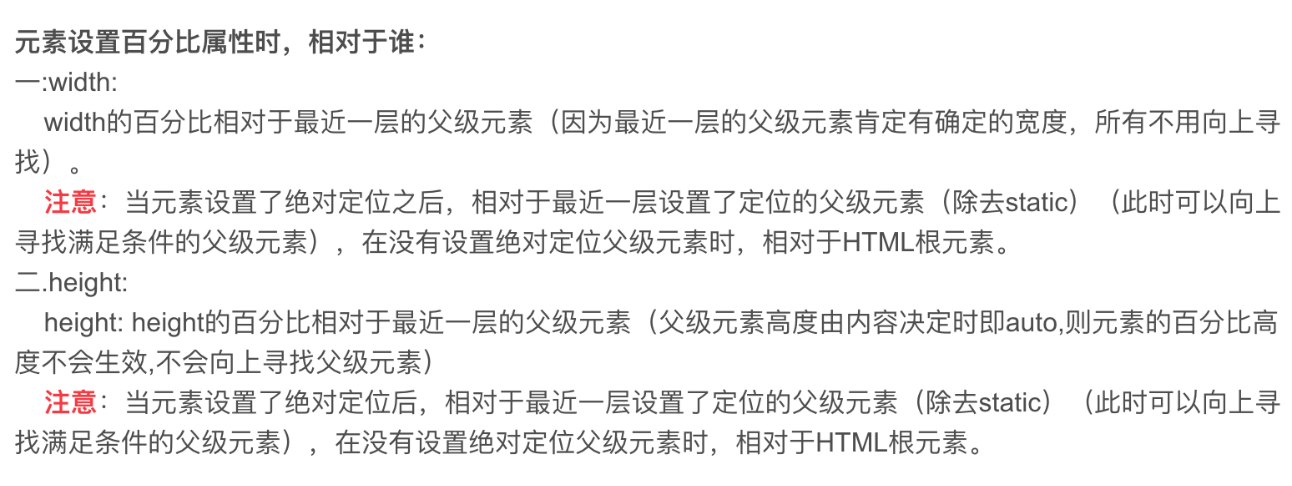 元素设置百分比属性时，相对于谁：
一:width:
width的百分比相对于最近一层的父级元素（因为最近一层的父级元素肯定有确定的宽度，所有不用向上寻
找）。
注意：当元素设置了绝对定位之后，相对于最近一层设置了定位的父级元素（除去static）（此时可以向上
寻找满足条件的父级元素），在没有设置绝对定位父级元素时，相对于HTML根元素。
二.height:
height: height的百分比相对于最近一层的父级元素（父级元素高度由内容决定时即auto,则元素的百分比高
度不会生效,不会向上寻找父级元素）
注意：当元素设置了绝对定位后，相对于最近一层设置了定位的父级元素（除去static）（此时可以向上寻
找满足条件的父级元素），在没有设置绝对定位父级元素时，相对于HTML根元素。